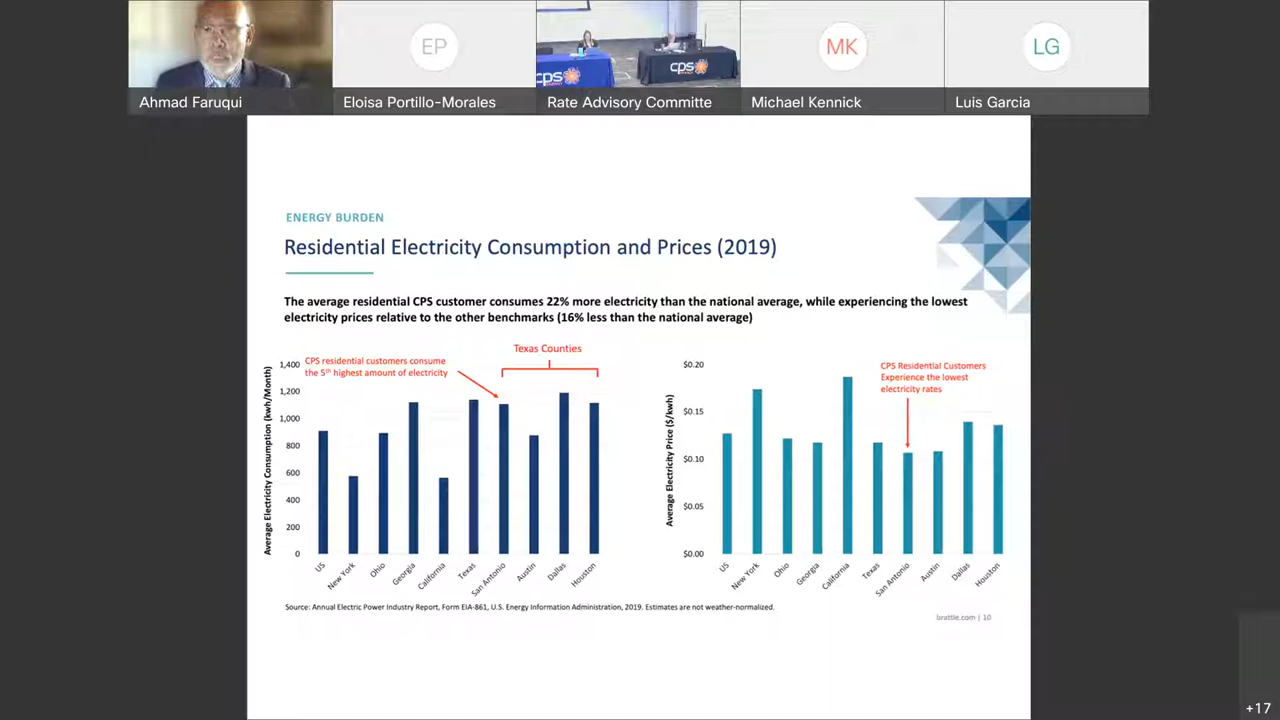 EP
cps
cps
MK
LG
Ahmad Faruqui
Eloisa Portillo-Morales
Rate Advisory Committe
Michael Kennick
Luis Garcia
ENERGY BURDEN
Residential Electricity Consumption and Prices (2019)
The average residential CPS customer consumes 22% more electricity than the national average, while experiencing the lowest
electricity prices relative to the other benchmarks (16% less than the national average)
Texas Counties
CPS residential customers consume
the 5th highest amount of electricity
Average Electricity Consumption (kwh/Month)
1,400
1,200
1,000
800
600
400
200
0
US
New York
Ohio
Georgia
California
Texas
San Antonio
Austin
Dallas
Houston
CPS Residential Customers
Experience the lowest
electricity rates
Average Electricity Price ($/kwh)
$0.20
$0.15
$0.10
$0.05
$0.00
US
New York
Ohio
Georgia
California
Texas
San Antonio
Austin
Dallas
Houston
Source: Annual Electric Power Industry Report, Form EIA-861, U.S. Energy Information Administration, 2019. Estimates are not weather-normalized.
brattle.com | 10
+17